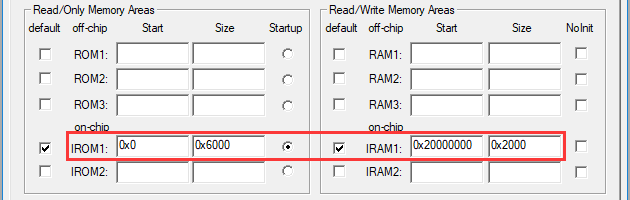 Read/Only Memory Areas Read/Write Memory Areas
default off-chip Start Size Startup default off-chip Start Size NoInit
ROM1: RAM1:
ROM2: RAM2:
ROM3: RAM3:
on-chip on-chip
IROM1: 0x0 0x6000 IRAM1: 0x20000000 0x2000
IROM2: IRAM2: